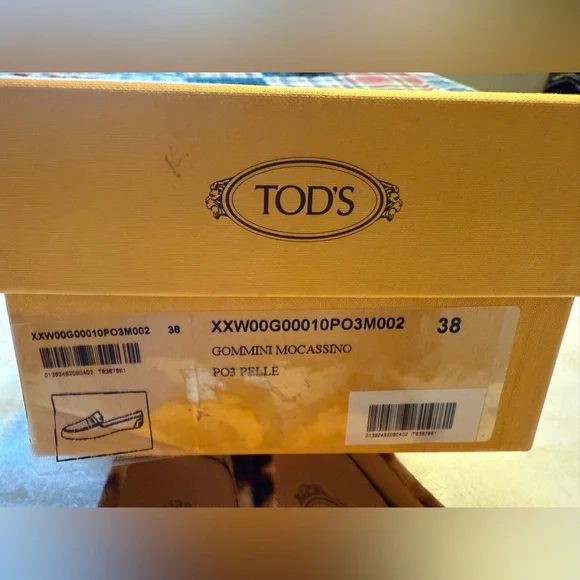 TOD'S
XXW00G00010PO3M002 38
XXW00G00010PO3M002 38
GOMMINI MOCASSINO
PO3 PELLE